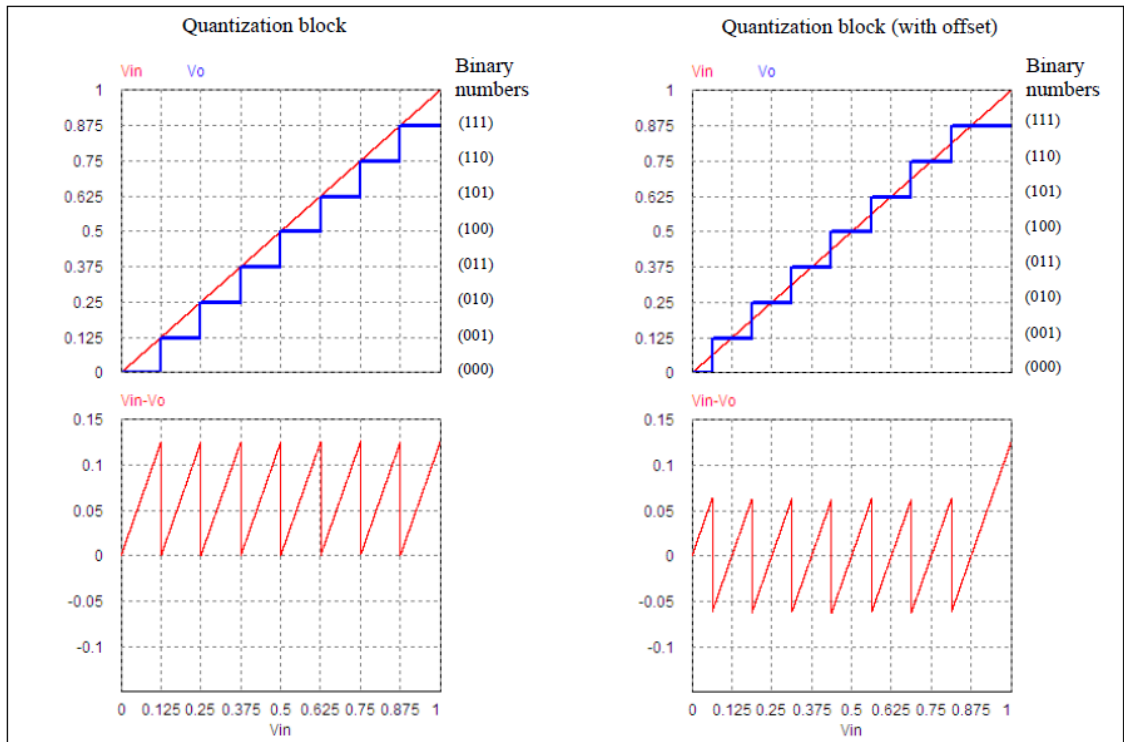 Quantization block
Vin Vo
Binary
numbers
1
0.875 (111)
0.75 (110)
0.625 (101)
0.5 (100)
0.375 (011)
0.25 (010)
0.125 (001)
0 (000)
Vin-Vo
0.15
0.1
0.05
0
-0.05
-0.1
0 0.125 0.25 0.375 0.5 0.625 0.75 0.875 1
Vin
Quantization block (with offset)
Vin Vo
Binary
numbers
1
0.875 (111)
0.75 (110)
0.625 (101)
0.5 (100)
0.375 (011)
0.25 (010)
0.125 (001)
0 (000)
Vin-Vo
0.15
0.1
0.05
0
-0.05
-0.1
0 0.125 0.25 0.375 0.5 0.625 0.75 0.875 1
Vin